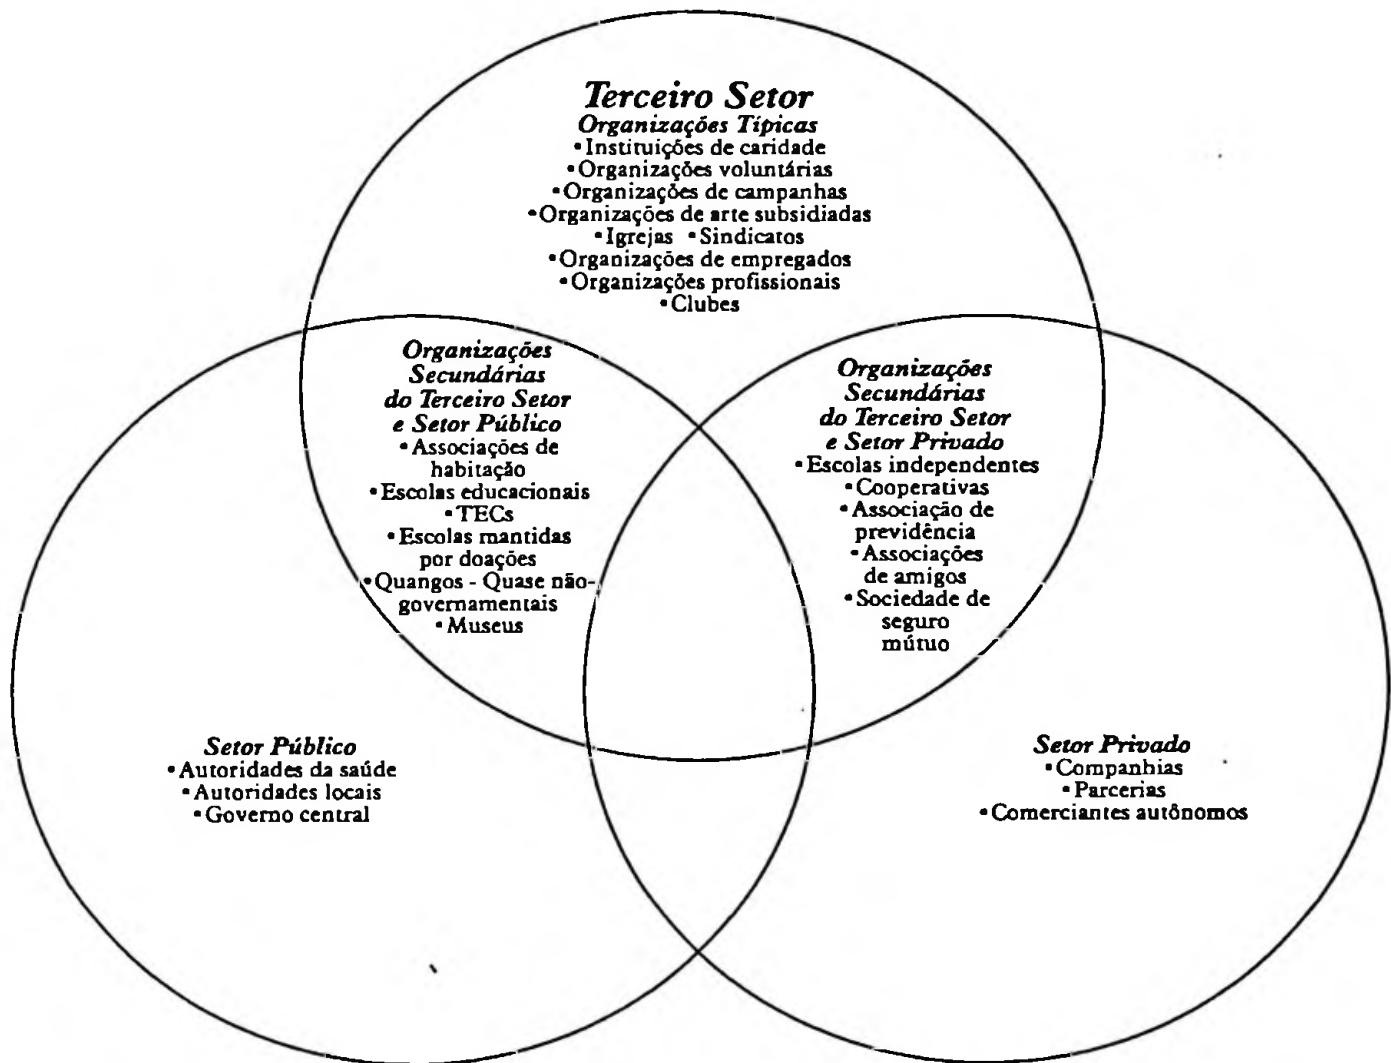 Terceiro Setor
Organizações Típicas
▪Instituições de caridade
▪Organizações voluntárias
▪Organizações de campanhas
▪Organizações de arte subsidiadas
▪Igrejas ▪Sindicatos
▪Organizações de empregados
▪Organizações profissionais
▪Clubes
Organizações
Secundárias
do Terceiro Setor
e Setor Público
▪Associações de
habitação
▪Escolas educacionais
▪TECs
▪Escolas mantidas
por doações
▪Quangos - Quase não-
governamentais
▪Museus
Organizações
Secundárias
do Terceiro Setor
e Setor Privado
▪Escolas independentes
▪Cooperativas
▪Associação de
previdência
▪Associações
de amigos
▪Sociedade de
seguro
mútuo
Setor Público
▪Autoridades da saúde
▪Autoridades locais
▪Governo central
Setor Privado
▪Companhias
▪Parcerias
▪Comerciantes autônomos